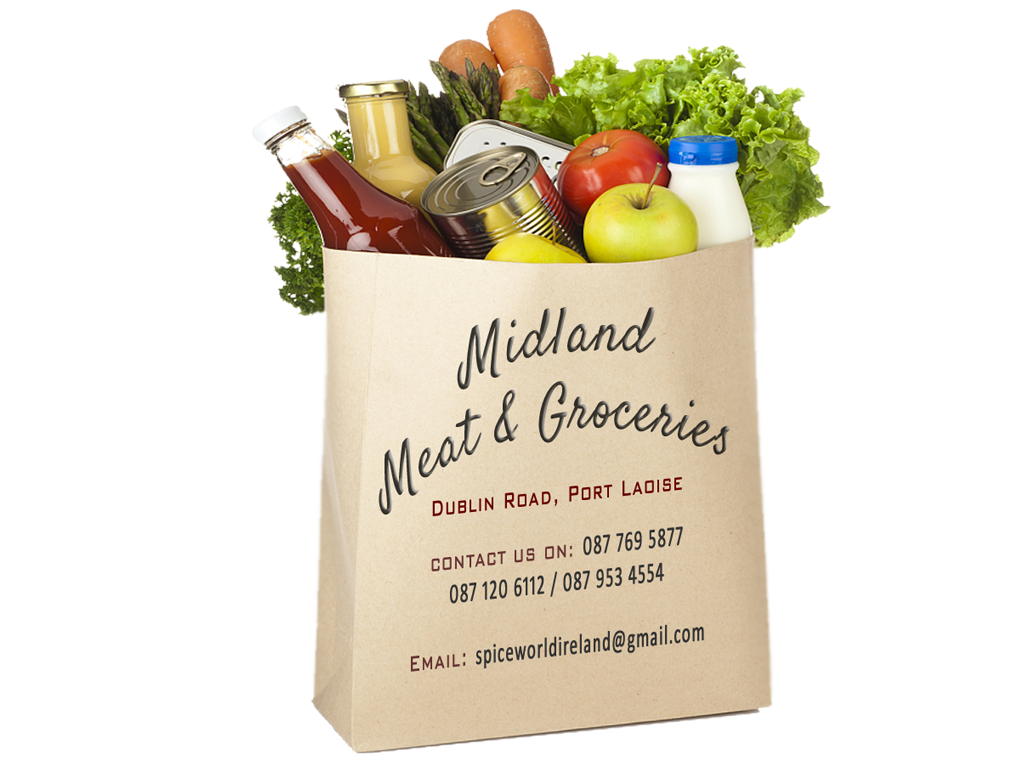 Midland
Meat & Groceries
Dublin Road, Port Laoise
contact us on: 087 769 5877
087 120 6112 / 087 953 4554
Email: spiceworldireland@gmail.com